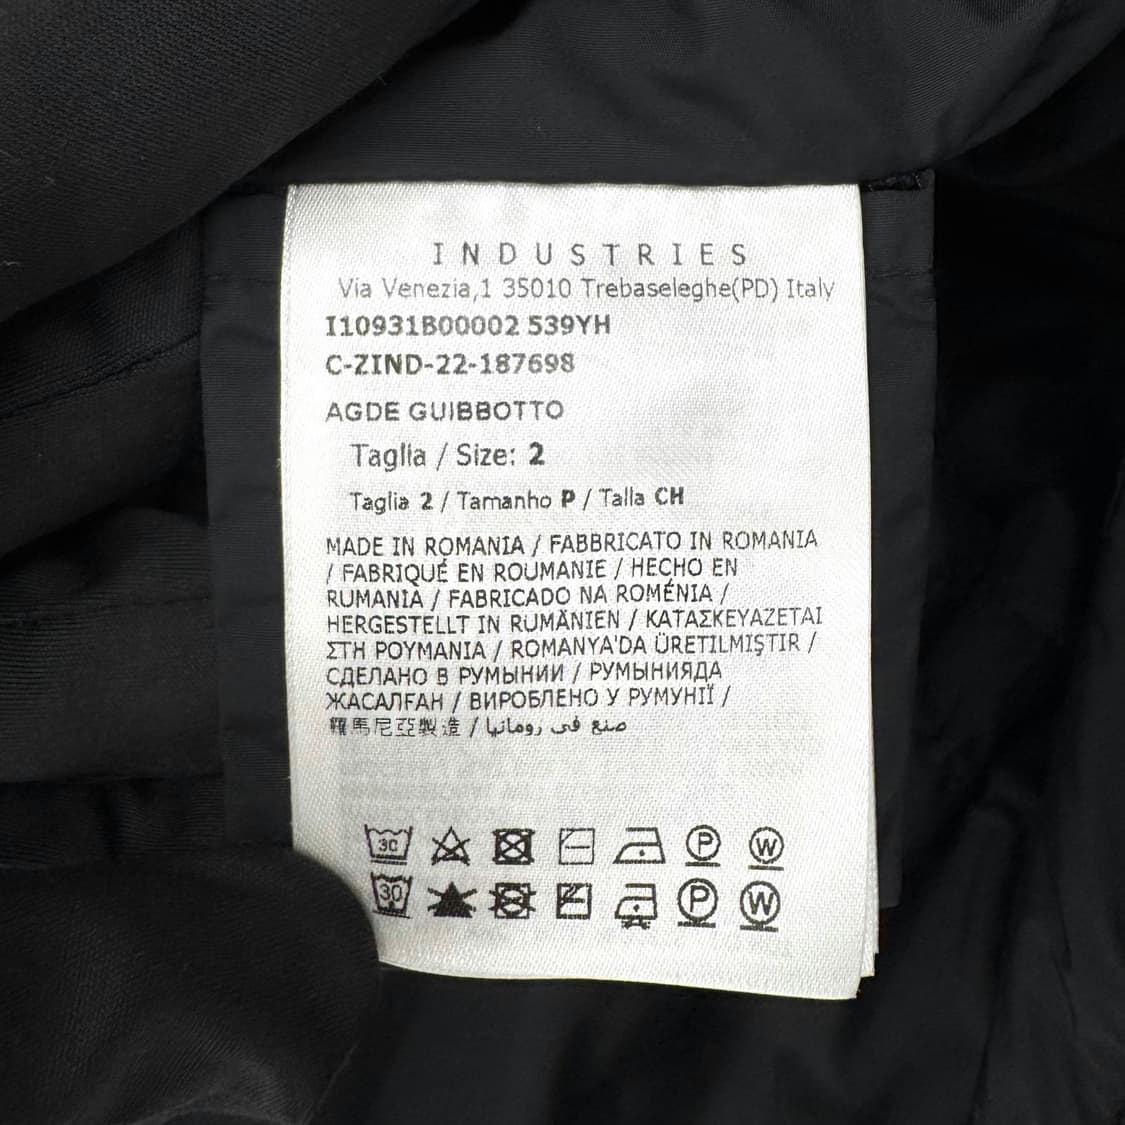 INDUSTRIES
Via Venezia,1 35010 Trebaseleghe(PD) Italy
I10931B00002 539YH
C-ZIND-22-187698
AGDE GUIBBOTTO
Taglia / Size: 2
Taglia 2 / Tamanho P / Talla CH
MADE IN ROMANIA / FABBRICATO IN ROMANIA
/ FABRIQUÉ EN ROUMANIE / HECHO EN
RUMANIA / FABRICADO NA ROMÉNIA /
HERGESTELLT IN RUMÄNIEN / ΚΑΤΑΣΚΕΥΑΖΕΤΑΙ
ΣΤΗ ΡΟΥΜΑΝΙΑ / ROMANYA'DA ÜRETILMIŞTIR /
СДЕЛАНО В РУМЫНИИ / РУМЫНИЯДА
ЖАСАЛҒАН / ВИРОБЛЕНО У РУМУНІЇ /
羅馬尼亞製造 / صنع في رومانيا
30 P W
30 P W